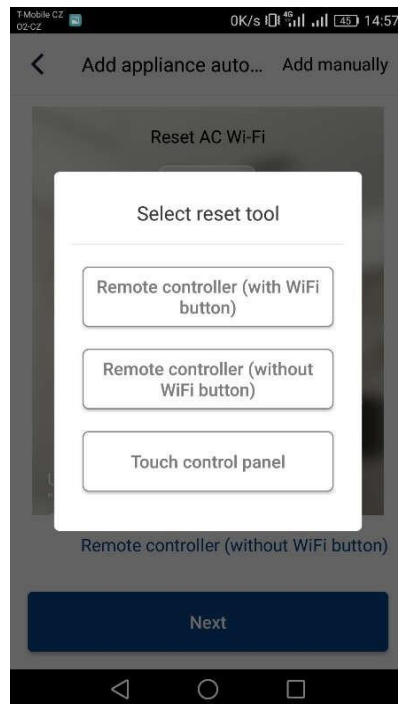 T-Mobile CZ
O2-CZ
0K/s 4G 45 14:57
Add appliance auto... Add manually
Reset AC Wi-Fi
Select reset tool
Remote controller (with WiFi
button)
Remote controller (without
WiFi button)
Touch control panel
Remote controller (without WiFi button)
Next